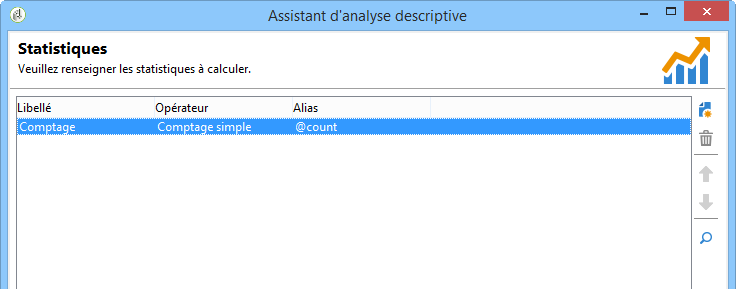 Assistant d'analyse descriptive
Statistiques
Veuillez renseigner les statistiques à calculer.
Libellé Opérateur Alias
Comptage Comptage simple @count